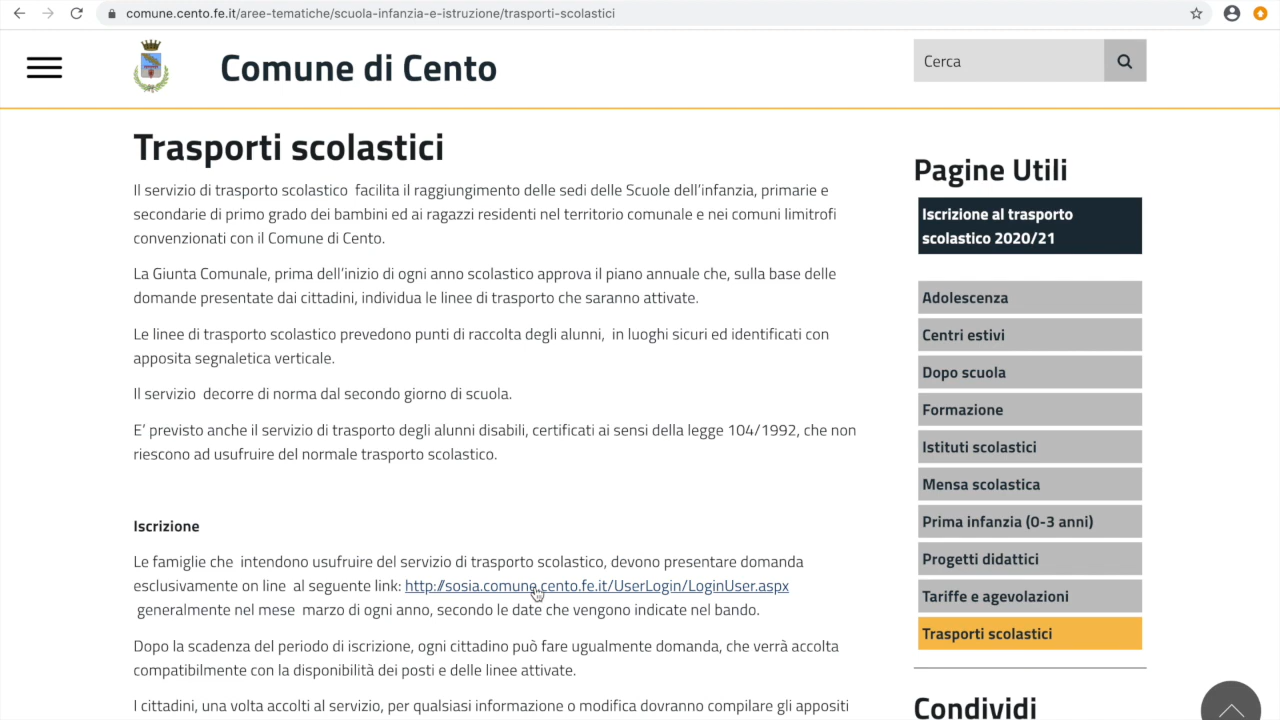 comune.cento.fe.it/aree-tematiche/scuola-infanzia-e-istruzione/trasporti-scolastici
Comune di Cento
Cerca
Trasporti scolastici
Il servizio di trasporto scolastico  facilita il raggiungimento delle sedi delle Scuole dell'infanzia, primarie e
secondarie di primo grado dei bambini ed ai ragazzi residenti nel territorio comunale e nei comuni limitrofi
convenzionati con il Comune di Cento.
La Giunta Comunale, prima dell'inizio di ogni anno scolastico approva il piano annuale che, sulla base delle
domande presentate dai cittadini, individua le linee di trasporto che saranno attivate.
Le linee di trasporto scolastico prevedono punti di raccolta degli alunni,  in luoghi sicuri ed identificati con
apposita segnaletica verticale.
Il servizio  decorre di norma dal secondo giorno di scuola.
E' previsto anche il servizio di trasporto degli alunni disabili, certificati ai sensi della legge 104/1992, che non
riescono ad usufruire del normale trasporto scolastico.
Iscrizione
Le famiglie che  intendono usufruire del servizio di trasporto scolastico, devono presentare domanda
esclusivamente on line  al seguente link: http://sosia.comune.cento.fe.it/UserLogin/LoginUser.aspx
generalmente nel mese  marzo di ogni anno, secondo le date che vengono indicate nel bando.
Dopo la scadenza del periodo di iscrizione, ogni cittadino può fare ugualmente domanda, che verrà accolta
compatibilmente con la disponibilità dei posti e delle linee attivate.
I cittadini, una volta accolti al servizio, per qualsiasi informazione o modifica dovranno compilare gli appositi
Pagine Utili
Iscrizione al trasporto
scolastico 2020/21
Adolescenza
Centri estivi
Dopo scuola
Formazione
Istituti scolastici
Mensa scolastica
Prima infanzia (0-3 anni)
Progetti didattici
Tariffe e agevolazioni
Trasporti scolastici
Condividi